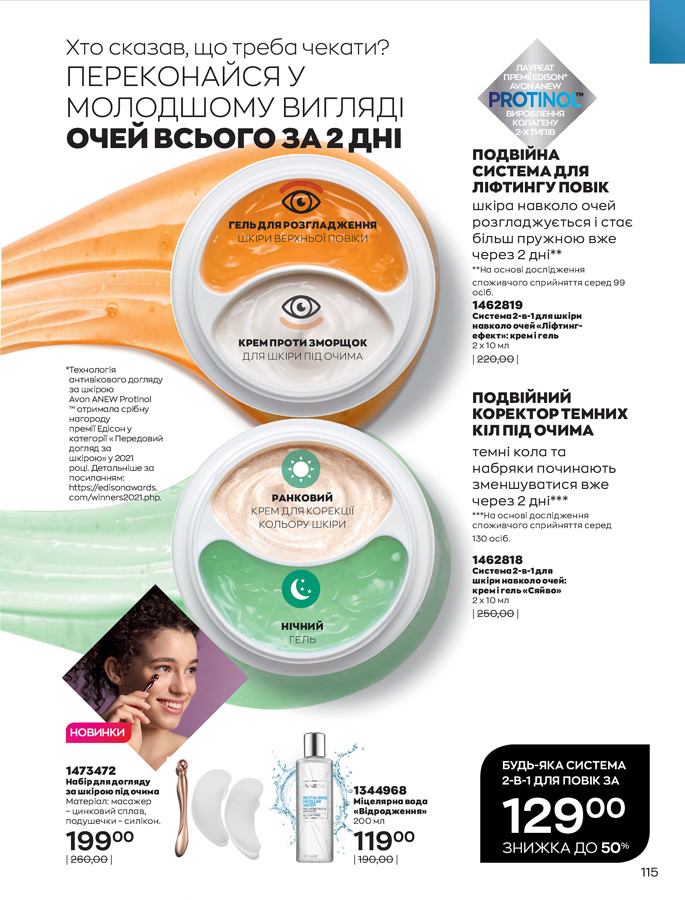 Хто сказав, що треба чекати?
ПЕРЕКОНАЙСЯ У
МОЛОДШОМУ ВИГЛЯДІ
ОЧЕЙ ВСЬОГО ЗА 2 ДНІ
ЛАУРЕАТ
ПРЕМІЇ EDISON*
AVON ANEW
PROTINOL™
ВИРОБЛЕННЯ
КОЛАГЕНУ
2-Х ТИПІВ
ПОДВІЙНА
СИСТЕМА ДЛЯ
ЛІФТИНГУ ПОВІК
шкіра навколо очей
розгладжується і стає
більш пружною вже
через 2 дні**
**На основі дослідження
споживчого сприйняття серед 99
осіб.
1462819
Система 2-в-1 для шкіри
навколо очей «Ліфтинг-
ефект»: крем і гель
2 х 10 мл
| 220,00 |
ГЕЛЬ ДЛЯ РОЗГЛАДЖЕННЯ
ШКІРИ ВЕРХНЬОЇ ПОВІКИ
КРЕМ ПРОТИ ЗМОРЩОК
ДЛЯ ШКІРИ ПІД ОЧИМА
*Технологія
антивікового догляду
за шкірою
Avon ANEW Protinol
™ отримала срібну
нагороду
премії Едісон у
категорії « Передовий
догляд за
шкірою» у 2021
році. Детальніше за
посиланням:
https://edisonawards.
com/winners2021.php.
ПОДВІЙНИЙ
КОРЕКТОР ТЕМНИХ
КІЛ ПІД ОЧИМА
темні кола та
набряки починають
зменшуватися вже
через 2 дні***
***На основі дослідження
споживчого сприйняття серед
130 осіб.
1462818
Система 2-в-1 для
шкіри навколо очей:
крем і гель «Сяйво»
2 х 10 мл
| 250,00 |
РАНКОВИЙ
КРЕМ ДЛЯ КОРЕКЦІЇ
КОЛЬОРУ ШКІРИ
НІЧНИЙ
ГЕЛЬ
НОВИНКИ
1473472
Набір для догляду
за шкірою під очима
Матеріал: масажер
– цинковий сплав,
подушечки – силікон.
19900
| 260,00 |
ANEW
REVITALISING
MICELLAR
WATER
1344968
Міцелярна вода
«Відродження»
200 мл
11900
| 190,00 |
БУДЬ-ЯКА СИСТЕМА
2-В-1 ДЛЯ ПОВІК ЗА
12900
ЗНИЖКА ДО 50%
115